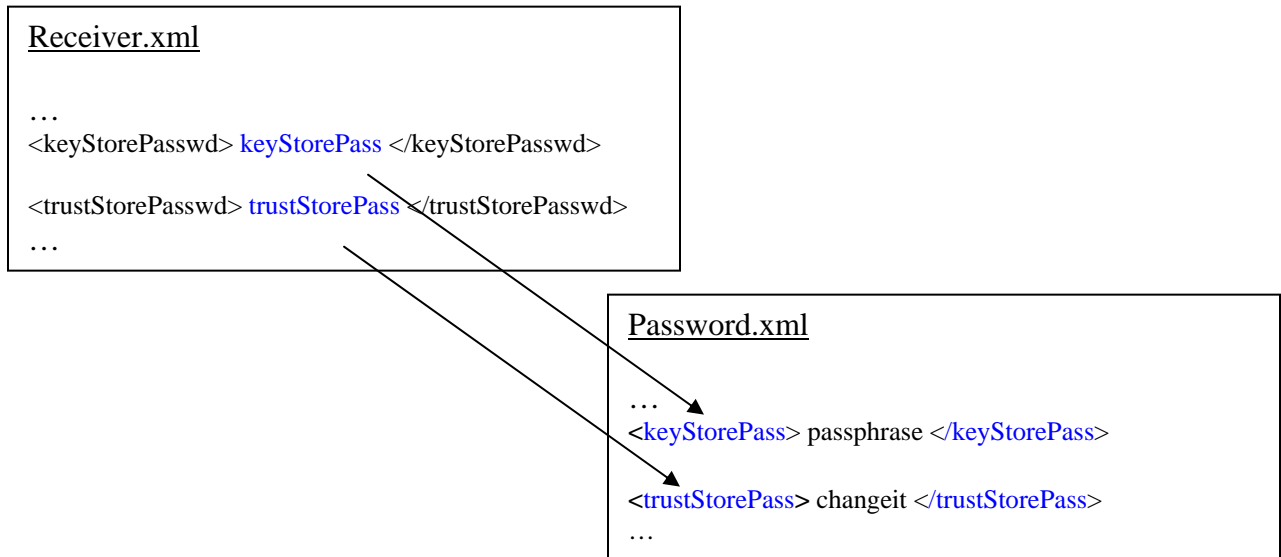 Receiver.xml
…
<keyStorePasswd> keyStorePass </keyStorePasswd>
<trustStorePasswd> trustStorePass </trustStorePasswd>
…
Password.xml
…
<keyStorePass> passphrase </keyStorePass>
<trustStorePass> changeit </trustStorePass>
…